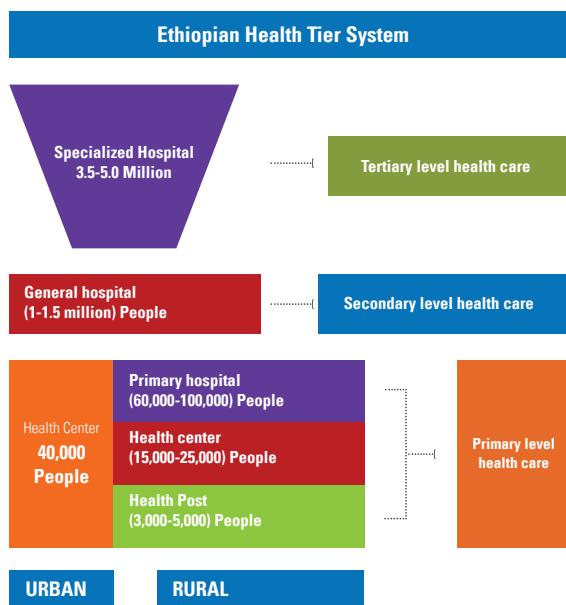 Ethiopian Health Tier System
Specialized Hospital
3.5-5.0 Million
Tertiary level health care
General hospital
(1-1.5 million) People
Secondary level health care
Health Center
40,000
People
Primary hospital
(60,000-100,000) People
Health center
(15,000-25,000) People
Health Post
(3,000-5,000) People
Primary level
health care
URBAN
RURAL